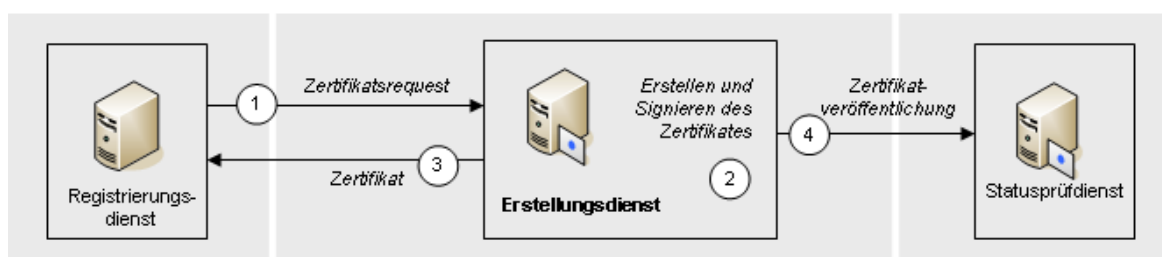 Registrierungs-
dienst
1
Zertifikatsrequest
3
Zertifikat
Erstellen und
Signieren des
Zertifikates
2
Erstellungsdienst
4
Zertifikat-
veröffentlichung
Statusprüfdienst